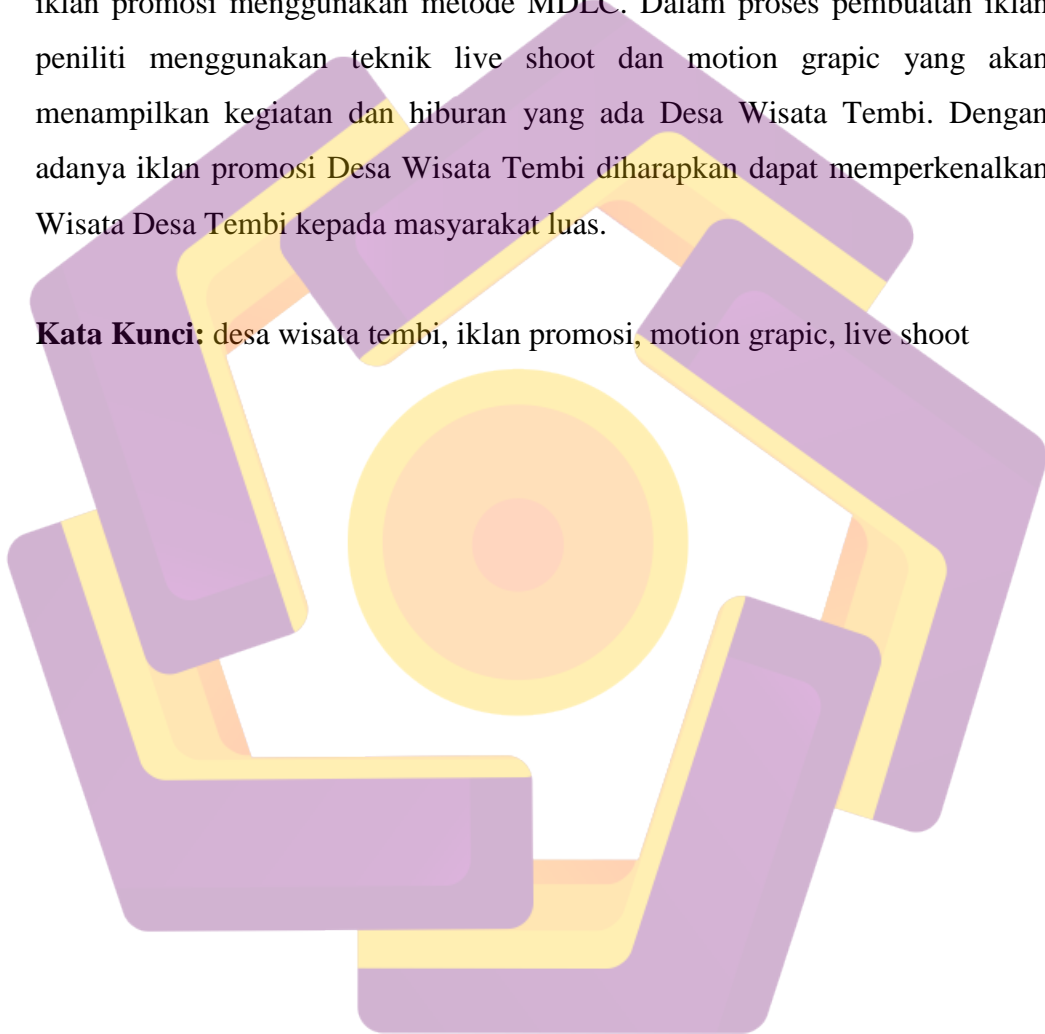 iklan promosi menggunakan metode MDLC. Dalam proses pembuatan iklan
peniliti menggunakan teknik live shoot dan motion grapic yang akan
menampilkan kegiatan dan hiburan yang ada Desa Wisata Tembi. Dengan
adanya iklan promosi Desa Wisata Tembi diharapkan dapat memperkenalkan
Wisata Desa Tembi kepada masyarakat luas.
Kata Kunci: desa wisata tembi, iklan promosi, motion grapic, live shoot